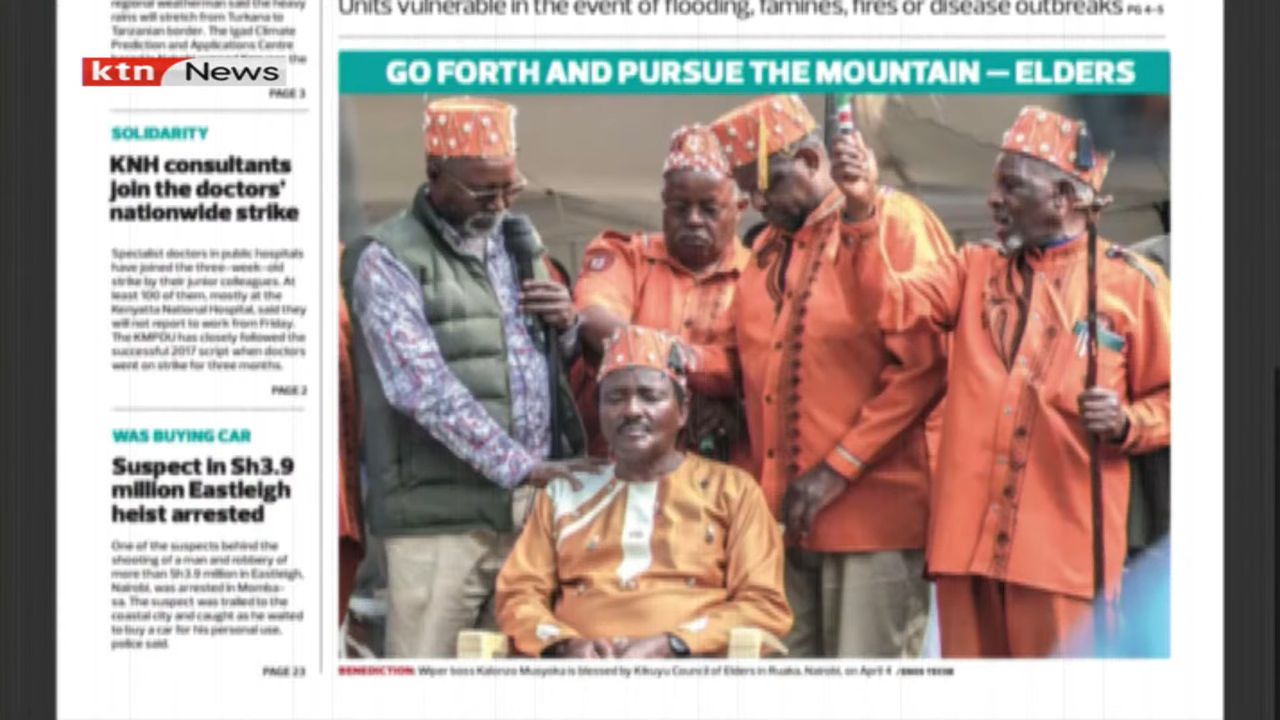 regional weatherman said the heavy
rains will stretch from Turkana to
Tanzanian border. The Igad Climate
Prediction and Applications Centre
the
PAGE 3
ktn News
SOLIDARITY
KNH consultants
join the doctors'
nationwide strike
Specialist doctors in public hospitals
have joined the three-week-old
strike by their junior colleagues. At
least 100 of them, mostly at the
Kenyatta National Hospital, said they
will not report to work from Friday.
The KMPDU has closely followed the
successful 2017 script when doctors
went on strike for three months.
PAGE 2
WAS BUYING CAR
Suspect in Sh3.9
million Eastleigh
heist arrested
One of the suspects behind the
shooting of a man and robbery of
more than Sh3.9 million in Eastleigh,
Nairobi, was arrested in Momba-
sa. The suspect was trailed to the
coastal city and caught as he waited
to buy a car for his personal use,
police said.
PAGE 23
Units vulnerable in the event of flooding, famines, fires or disease outbreaks PG 4-5
GO FORTH AND PURSUE THE MOUNTAIN — ELDERS
BENEDICTION: Wiper boss Kalonzo Musyoka is blessed by Kikuyu Council of Elders in Ruaka, Nairobi, on April 4